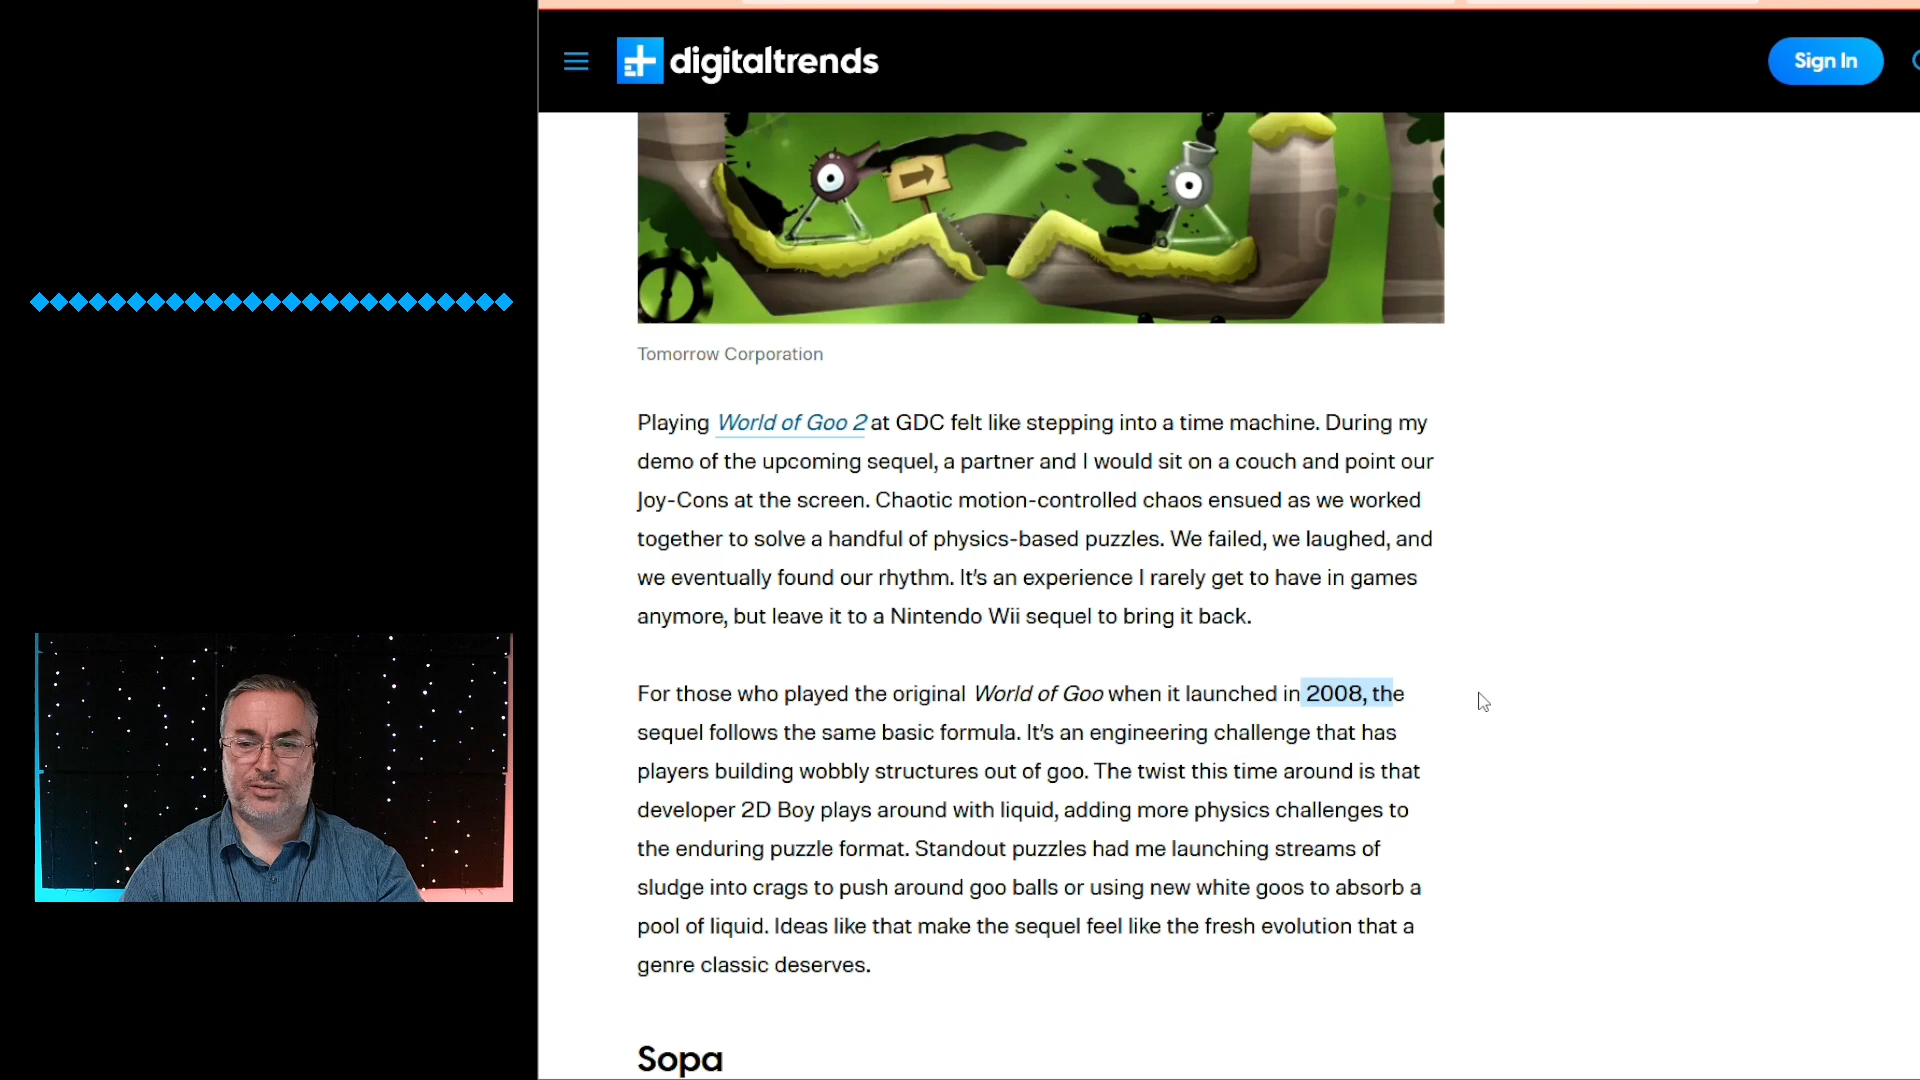 digitaltrends
Sign In
Tomorrow Corporation
Playing World of Goo 2 at GDC felt like stepping into a time machine. During my
demo of the upcoming sequel, a partner and I would sit on a couch and point our
Joy-Cons at the screen. Chaotic motion-controlled chaos ensued as we worked
together to solve a handful of physics-based puzzles. We failed, we laughed, and
we eventually found our rhythm. It's an experience I rarely get to have in games
anymore, but leave it to a Nintendo Wii sequel to bring it back.
For those who played the original World of Goo when it launched in 2008, the
sequel follows the same basic formula. It's an engineering challenge that has
players building wobbly structures out of goo. The twist this time around is that
developer 2D Boy plays around with liquid, adding more physics challenges to
the enduring puzzle format. Standout puzzles had me launching streams of
sludge into crags to push around goo balls or using new white goos to absorb a
pool of liquid. Ideas like that make the sequel feel like the fresh evolution that a
genre classic deserves.
Sopa